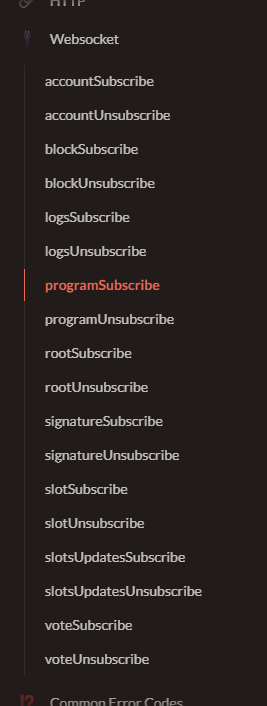 HTTP
Websocket
accountSubscribe
accountUnsubscribe
blockSubscribe
blockUnsubscribe
logsSubscribe
logsUnsubscribe
programSubscribe
programUnsubscribe
rootSubscribe
rootUnsubscribe
signatureSubscribe
signatureUnsubscribe
slotSubscribe
slotUnsubscribe
slotsUpdatesSubscribe
slotsUpdatesUnsubscribe
voteSubscribe
voteUnsubscribe
Common Error Codes